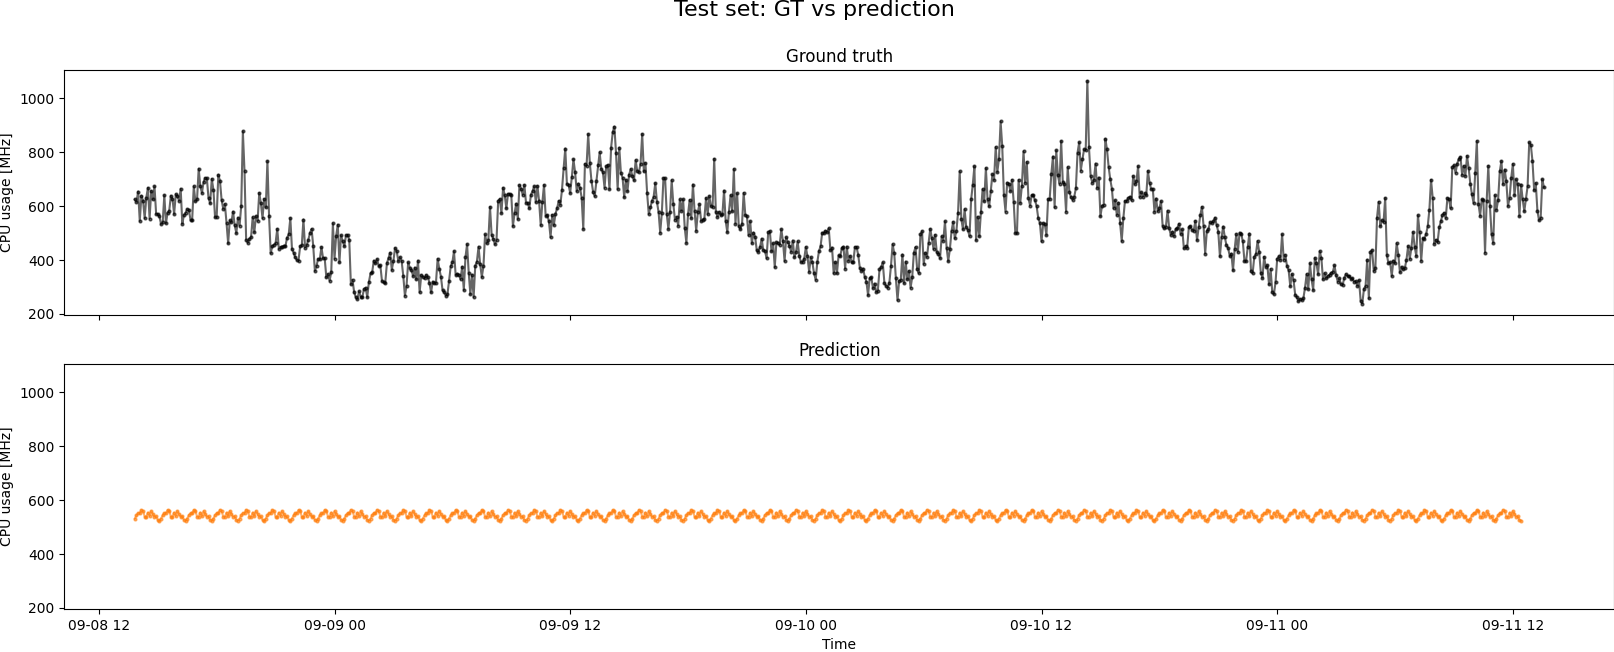 Test set: GT vs prediction
Ground truth
1000
800
600
400
200
CPU usage [MHz]
Prediction
1000
800
600
400
200
CPU usage [MHz]
09-08 12
09-09 00
09-09 12
09-10 00
09-10 12
09-11 00
09-11 12
Time